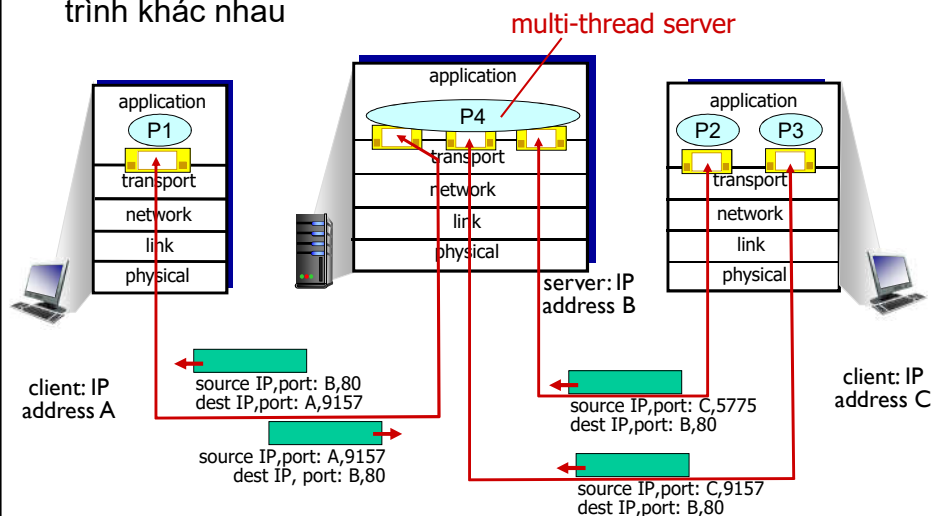 trình khác nhau
multi-thread server
application
P1
transport
network
link
physical
application
P4
transport
network
link
physical
application
P2
P3
transport
network
link
physical
server: IP
address B
client: IP
address A
client: IP
address C
source IP,port: B,80
dest IP,port: A,9157
source IP,port: A,9157
dest IP, port: B,80
source IP,port: C,5775
dest IP,port: B,80
source IP,port: C,9157
dest IP,port: B,80